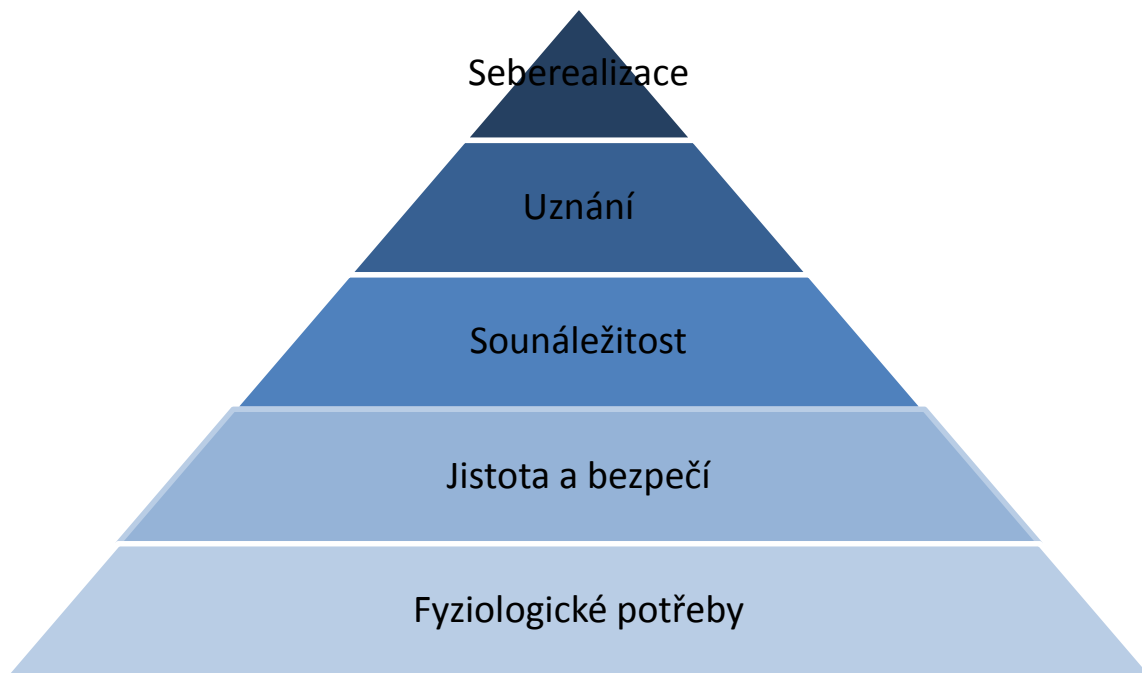 Seberealizace
Uznání
Sounáležitost
Jistota a bezpečí
Fyziologické potřeby